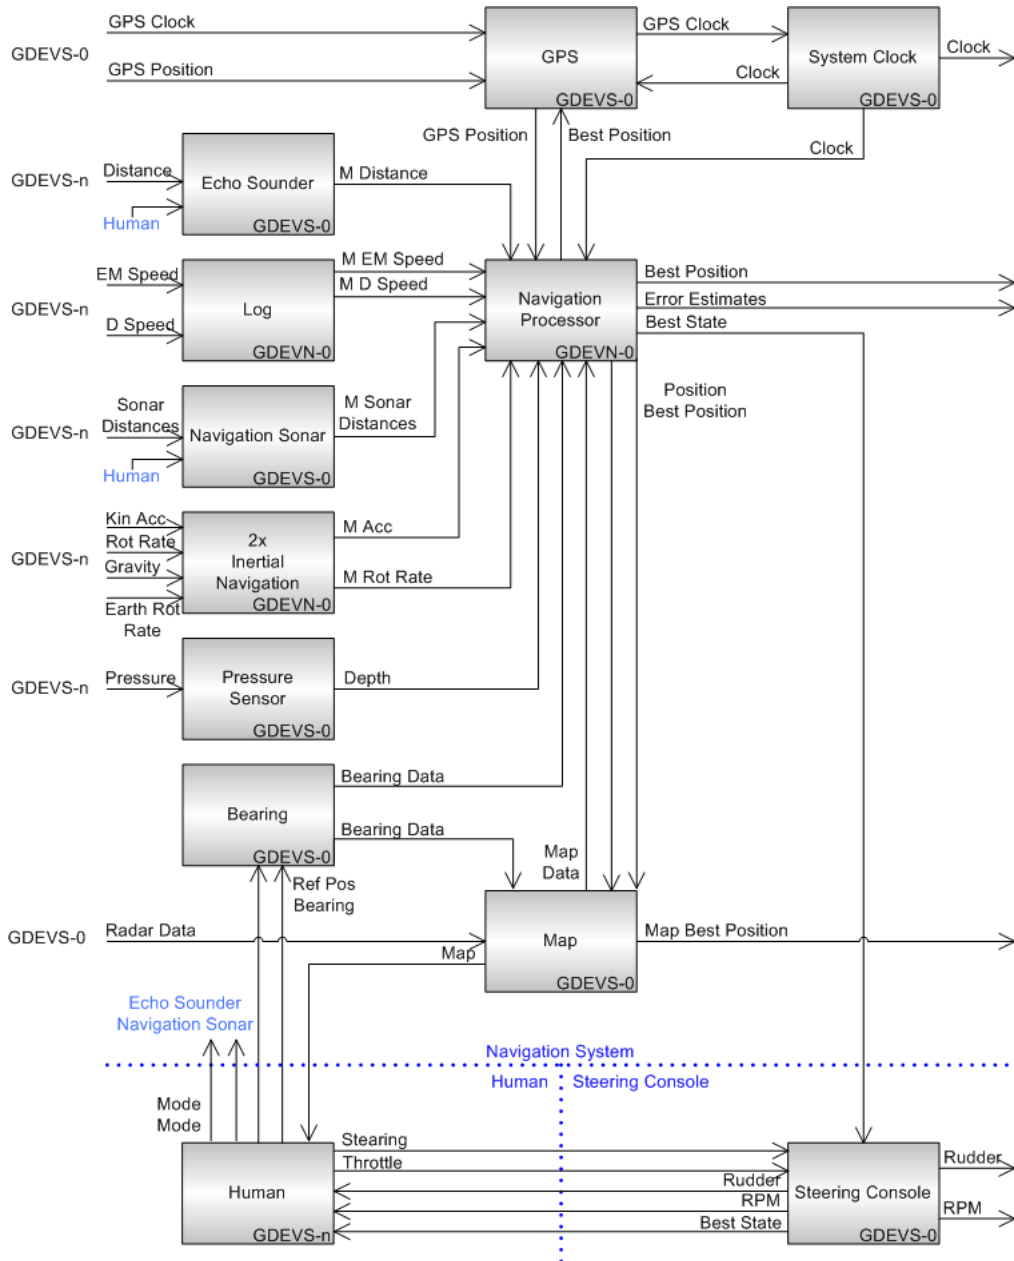 GPS Clock
GPS Clock
Clock
GDEVS-0
GPS
System Clock
GPS Position
Clock
GDEVS-0
GDEVS-0
GPS Position
Best Position
Clock
Distance
M Distance
GDEVS-n
Echo Sounder
Human
GDEVS-0
M EM Speed
EM Speed
M D Speed
Best Position
GDEVS-n
Log
Navigation
Processor
Error Estimates
D Speed
Best State
GDEVN-0
GDEVN-0
Position
Best Position
Sonar
Distances
M Sonar
Distances
GDEVS-n
Navigation Sonar
Human
GDEVS-0
Kin Acc
M Acc
Rot Rate
2x
Inertial
Navigation
GDEVS-n
Gravity
M Rot Rate
Earth Rot
Rate
GDEVN-0
Pressure
Depth
GDEVS-n
Pressure
Sensor
GDEVS-0
Bearing Data
Bearing
Bearing Data
GDEVS-0
Map
Data
Ref Pos
Bearing
GDEVS-0
Radar Data
Map
Map Best Position
Map
GDEVS-0
Echo Sounder
Navigation Sonar
Navigation System
Human
Steering Console
Mode
Mode
Stearing
Throttle
Rudder
Rudder
Human
Steering Console
RPM
RPM
Best State
GDEVS-n
GDEVS-0